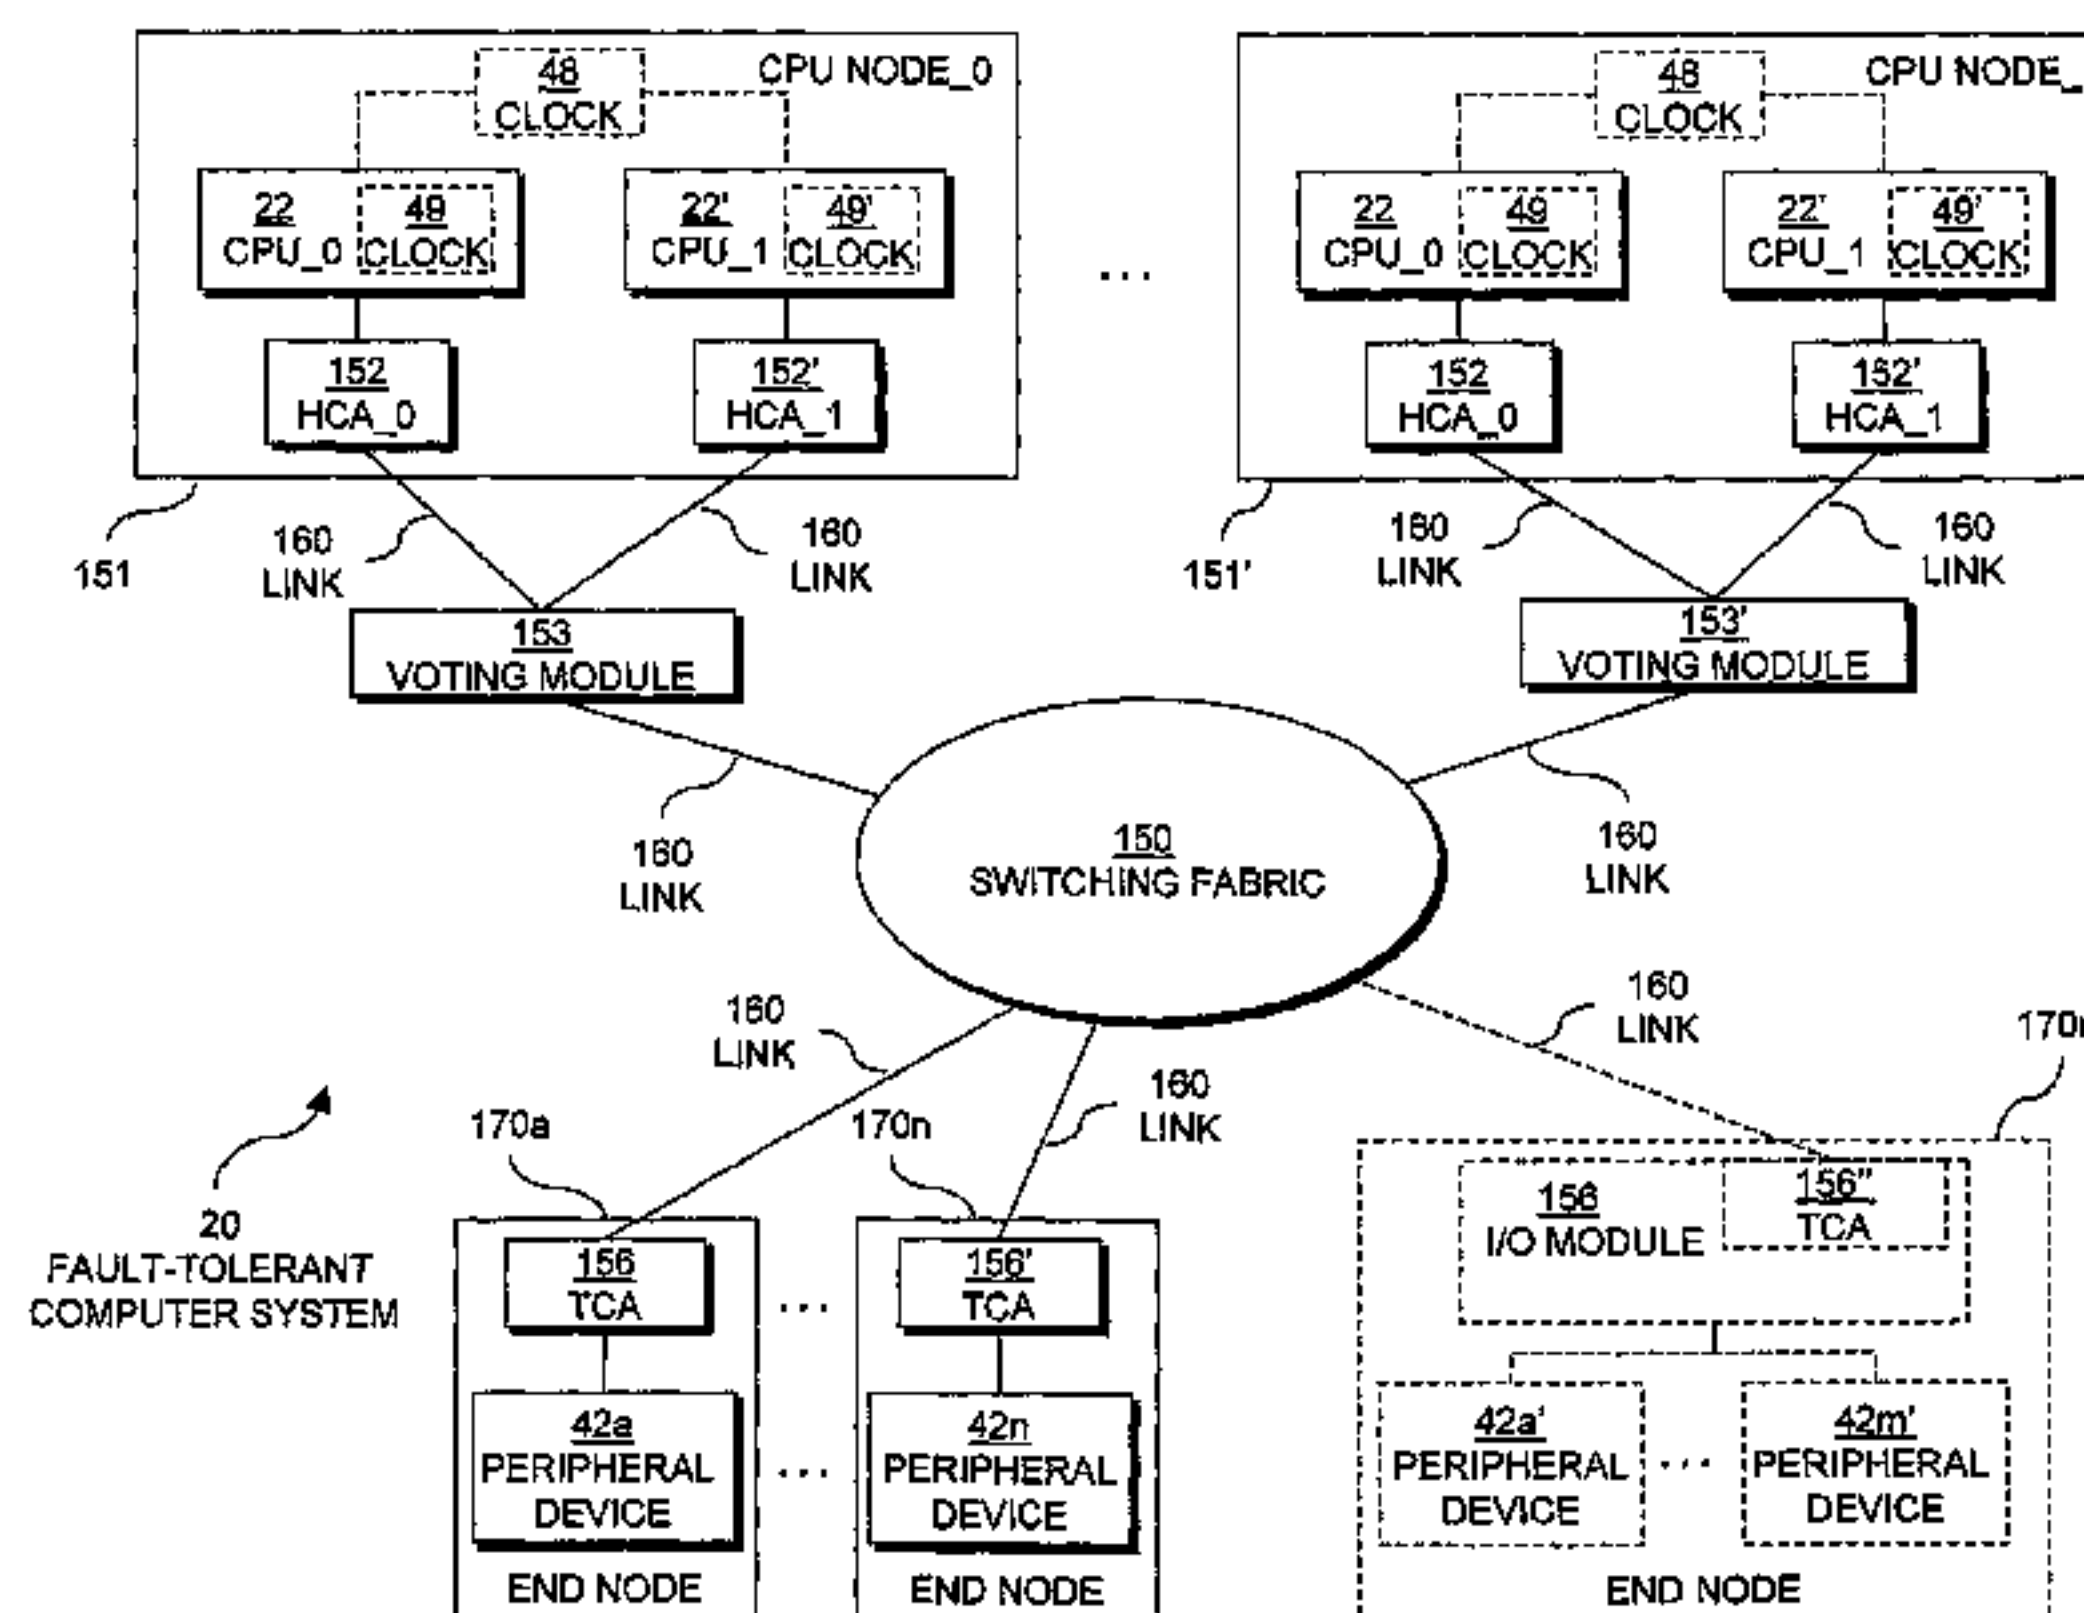 48
CLOCK
CPU NODE_0
22
CPU_0
49
CLOCK
22'
CPU_1
49'
CLOCK
152
HCA_0
152'
HCA_1
151
160
LINK
160
LINK
153
VOTING MODULE
...
48
CLOCK
CPU NODE_
22
CPU_0
49
CLOCK
22'
CPU_1
49'
CLOCK
152
HCA_0
152'
HCA_1
151'
160
LINK
160
LINK
153'
VOTING MODULE
160
LINK
150
SWITCHING FABRIC
160
LINK
160
LINK
160
LINK
160
LINK
20
FAULT-TOLERANT
COMPUTER SYSTEM
170a
156
TCA
42a
PERIPHERAL
DEVICE
END NODE
...
...
170n
156'
TCA
42n
PERIPHERAL
DEVICE
END NODE
170n
156
I/O MODULE
156"
TCA
42a'
PERIPHERAL
DEVICE
...
42m'
PERIPHERAL
DEVICE
END NODE